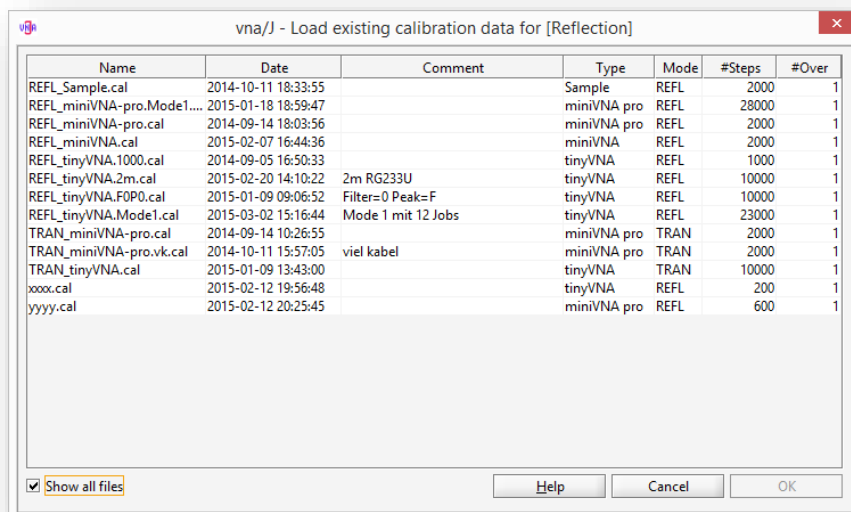 VNA
vna/J - Load existing calibration data for [Reflection]
Name Date Comment Type Mode #Steps #Over
REFL_Sample.cal 2014-10-11 18:33:55 Sample REFL 2000 1
REFL_miniVNA-pro.Mode1.... 2015-01-18 18:59:47 miniVNA pro REFL 28000 1
REFL_miniVNA-pro.cal 2014-09-14 18:03:56 miniVNA pro REFL 2000 1
REFL_miniVNA.cal 2015-02-07 16:44:36 miniVNA REFL 2000 1
REFL_tinyVNA.1000.cal 2014-09-05 16:50:33 tinyVNA REFL 1000 1
REFL_tinyVNA.2m.cal 2015-02-20 14:10:22 2m RG233U tinyVNA REFL 10000 1
REFL_tinyVNA.F0P0.cal 2015-01-09 09:06:52 Filter=0 Peak=F tinyVNA REFL 10000 1
REFL_tinyVNA.Mode1.cal 2015-03-02 15:16:44 Mode 1 mit 12 Jobs tinyVNA REFL 23000 1
TRAN_miniVNA-pro.cal 2014-09-14 10:26:55 miniVNA pro TRAN 2000 1
TRAN_miniVNA-pro.vk.cal 2014-10-11 15:57:05 viel kabel miniVNA pro TRAN 2000 1
TRAN_tinyVNA.cal 2015-01-09 13:43:00 tinyVNA TRAN 10000 1
xxxx.cal 2015-02-12 19:56:48 tinyVNA REFL 200 1
yyyy.cal 2015-02-12 20:25:45 miniVNA pro REFL 600 1
Show all files Help Cancel OK